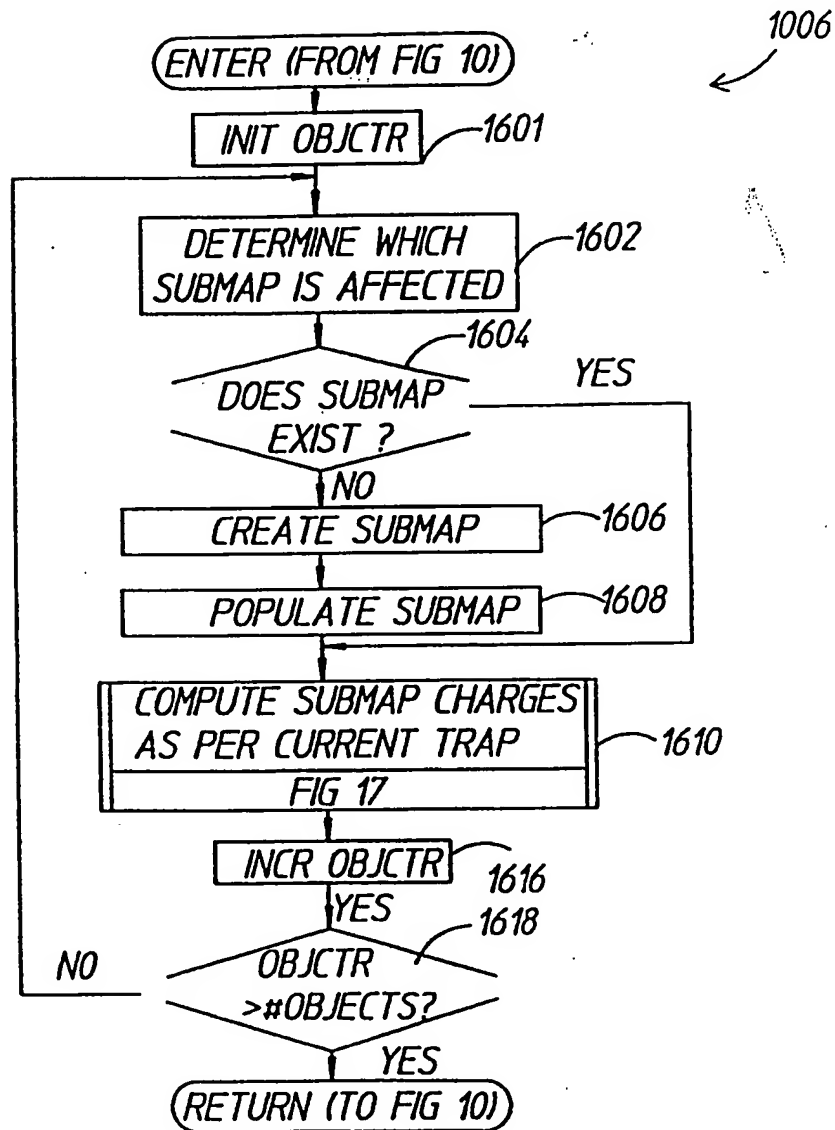 1006
ENTER (FROM FIG 10)
INIT OBJCTR
1601
DETERMINE WHICH
SUBMAP IS AFFECTED
1602
1604
DOES SUBMAP
EXIST ?
YES
NO
CREATE SUBMAP
1606
POPULATE SUBMAP
1608
COMPUTE SUBMAP CHARGES
AS PER CURRENT TRAP
FIG 17
1610
INCR OBJCTR
1616
YES
1618
OBJCTR
>#OBJECTS?
NO
YES
RETURN (TO FIG 10)